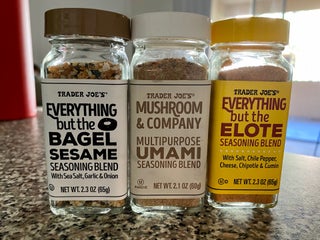 TRADER JOE'S
EVERYTHING
but the
BAGEL
SESAME
SEASONING BLEND
With Sea Salt, Garlic & Onion
NET WT. 2.3 OZ (65g)
TRADER JOE'S
MUSHROOM
& COMPANY
MULTIPURPOSE
UMAMI
SEASONING BLEND
NET WT. 2.1 OZ (60g)
TRADER JOE'S
EVERYTHING
but the
ELOTE
SEASONING BLEND
With Salt, Chile Pepper,
Cheese, Chipotle & Cumin
NET WT. 2.3 OZ (65g)